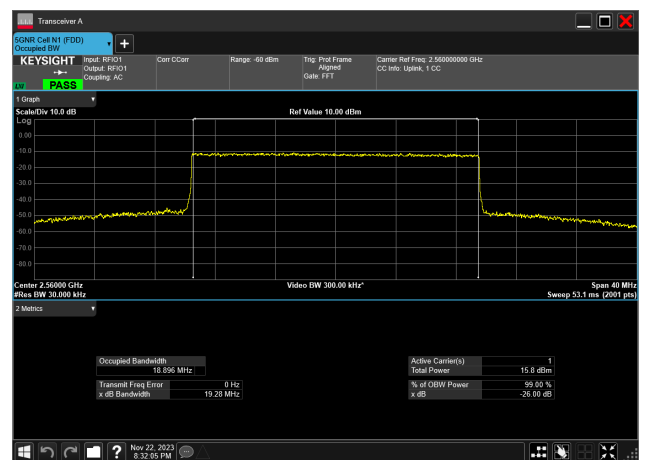 Transceiver A
5GNR Cell N1 (FDD)
Occupied BW
+
KEYSIGHT
LV PASS
Input: RFIO1
Output: RFIO1
Coupling: AC
Corr CCorr
Range: -60 dBm
Trig: Prot Frame
Aligned
Gate: FFT
Carrier Ref Freq: 2.560000000 GHz
CC Info: Uplink, 1 CC
1 Graph
Scale/Div 10.0 dB
Ref Value 10.00 dBm
Log
0.00
-10.0
-20.0
-30.0
-40.0
-50.0
-60.0
-70.0
-80.0
Center 2.56000 GHz
Video BW 300.00 kHz^
Span 40 MHz
#Res BW 30.000 kHz
Sweep 53.1 ms (2001 pts)
2 Metrics
Occupied Bandwidth
18.896 MHz
Transmit Freq Error 0 Hz
x dB Bandwidth 19.28 MHz
Active Carrier(s) 1
Total Power 15.8 dBm
% of OBW Power 99.00 %
x dB -26.00 dB
?
Nov 22, 2023
8:32:05 PM